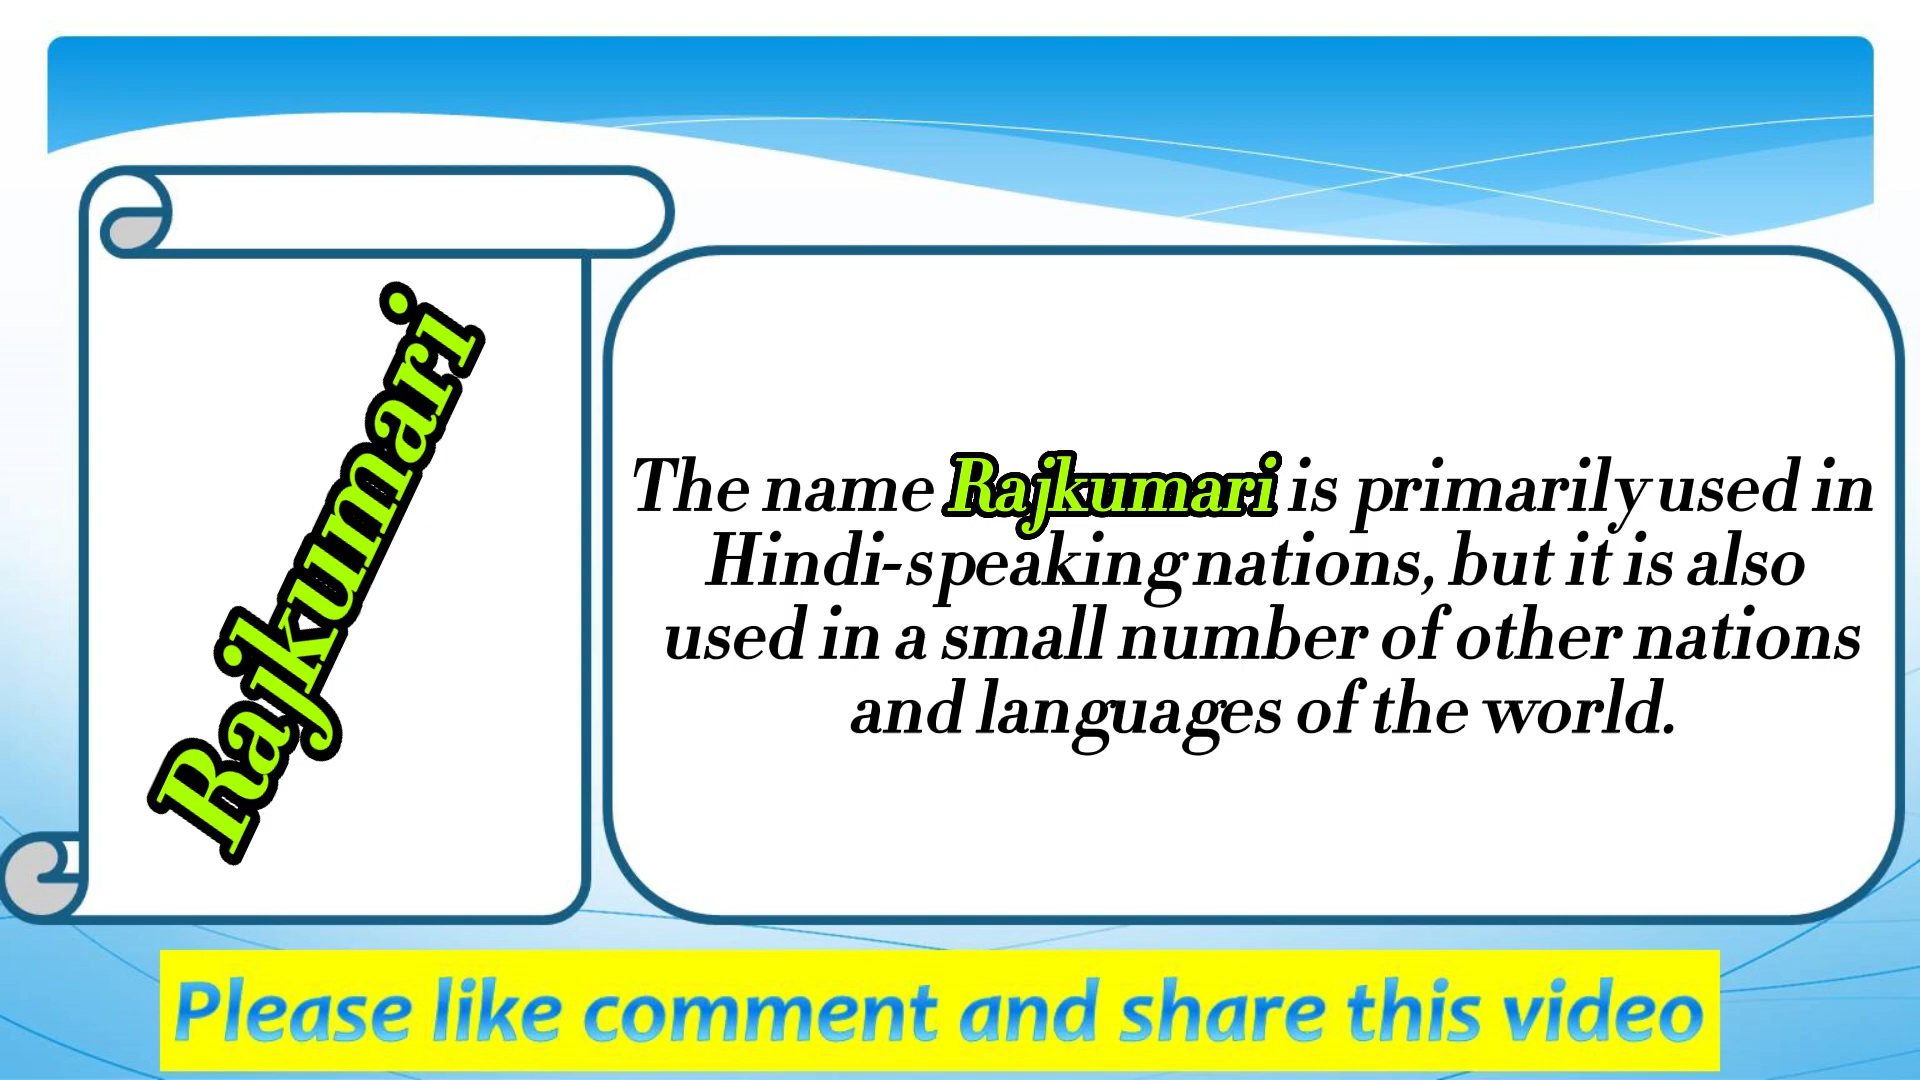 Rajkumari
The name Rajkumari is primarily used in
Hindi-speaking nations, but it is also
used in a small number of other nations
and languages of the world.
Please like comment and share this video